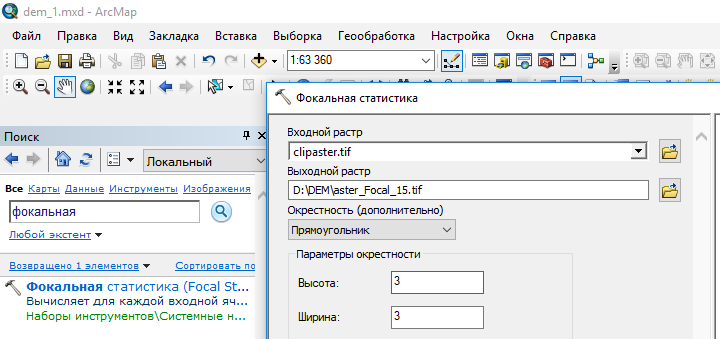 dem_1.mxd - ArcMap
Файл Правка Вид Закладка Вставка Выборка Геообработка Настройка Окна Справка
1:63 360
Фокальная статистика
Входной растр
clipaster.tif
Выходной растр
D:\DEM\aster_Focal_15.tif
Окрестность (дополнительно)
Прямоугольник
Параметры окрестности
Высота: 3
Ширина: 3
Поиск
Локальный
Все Карты Данные Инструменты Изображения
фокальная
Любой экстент
Возвращено 1 элементов Сортировать по
Фокальная статистика (Focal St...
Вычисляет для каждой входной яч...
Наборы инструментов\Системные н...